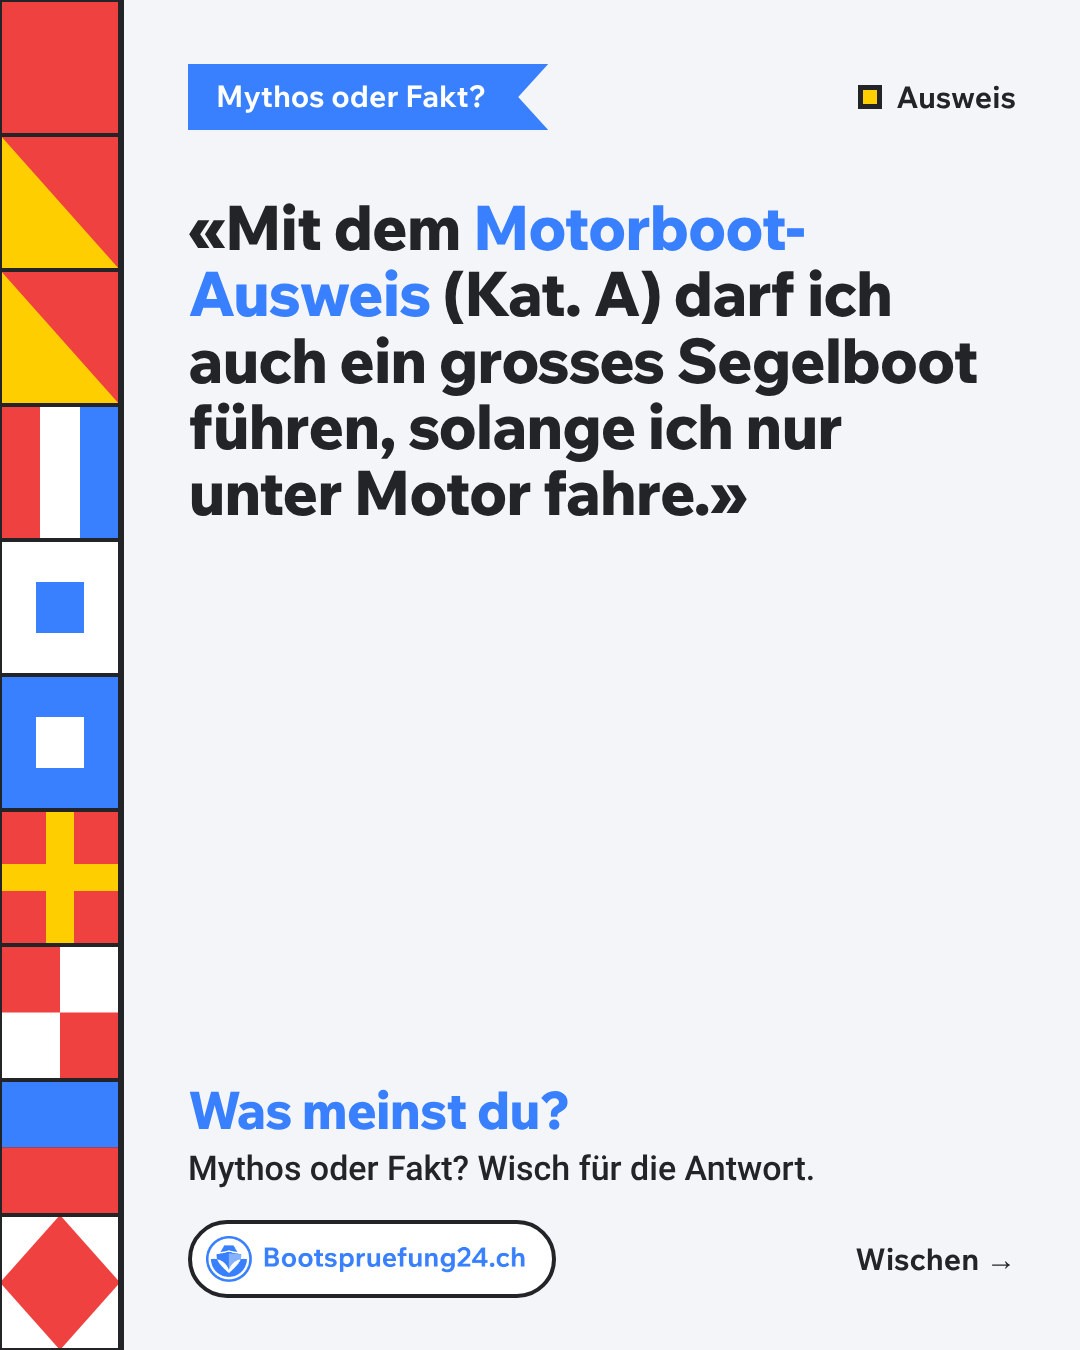 Mythos oder Fakt?
Ausweis
«Mit dem Motorboot-
Ausweis (Kat. A) darf ich
auch ein grosses Segelboot
führen, solange ich nur
unter Motor fahre.»
Was meinst du?
Mythos oder Fakt? Wisch für die Antwort.
Bootspruefung24.ch
Wischen →